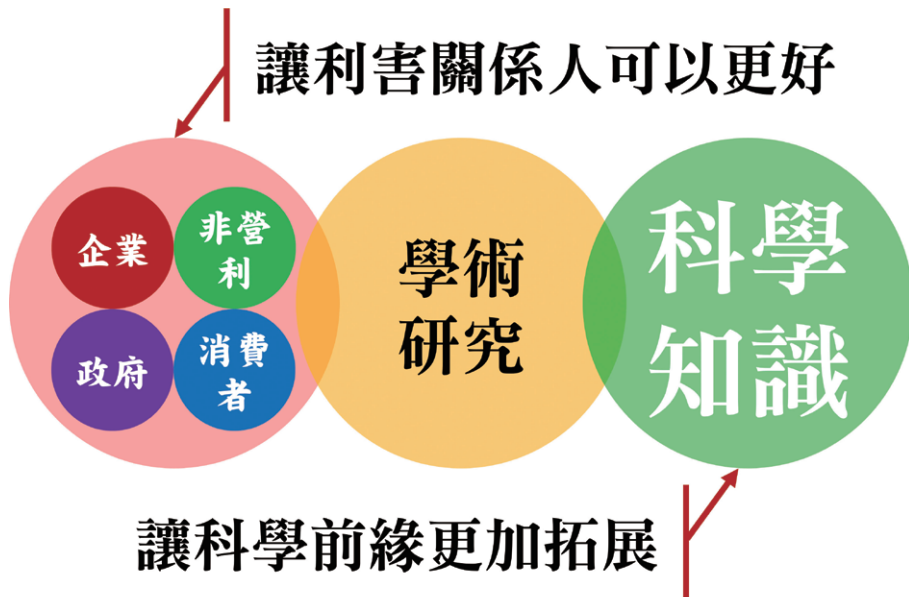 讓利害關係人可以更好
企業
非營
利
政府
消費
者
學術
研究
科學
知識
讓科學前緣更加拓展